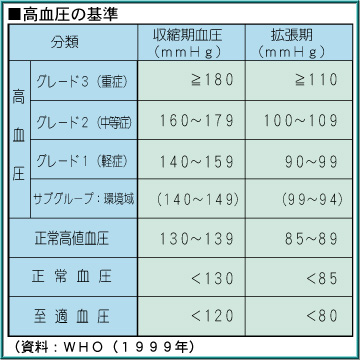 ■高血圧の基準
分類 収縮期血圧 拡張期
(mmHg) (mmHg)
高血圧
グレード3(重症) ≧180 ≧110
グレード2(中等症) 160〜179 100〜109
グレード1(軽症) 140〜159 90〜99
サブグループ:環境域 (140〜149) (99〜94)
正常高値血圧 130〜139 85〜89
正常血圧 <130 <85
至適血圧 <120 <80
(資料:WHO(1999年)